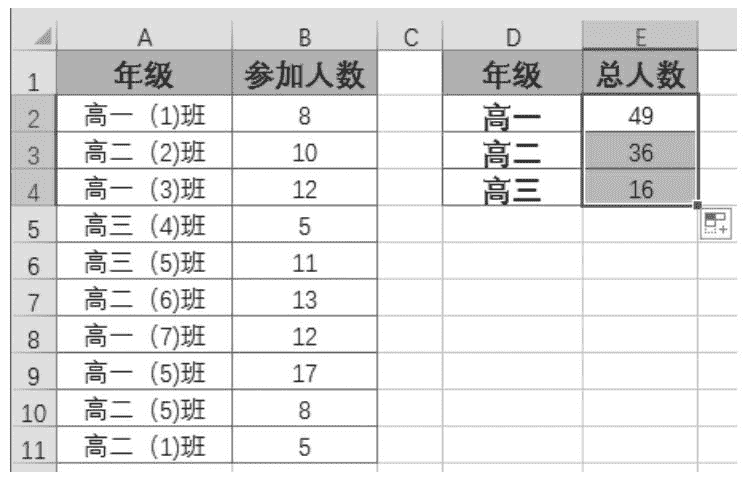 A B C D E
1 年级 参加人数 年级 总人数
2 高一 (1)班 8 高一 49
3 高二 (2)班 10 高二 36
4 高一 (3)班 12 高三 16
5 高三 (4)班 5
6 高三 (5)班 11
7 高二 (6)班 13
8 高一 (7)班 12
9 高一 (5)班 17
10 高二 (5)班 8
11 高二 (1)班 5